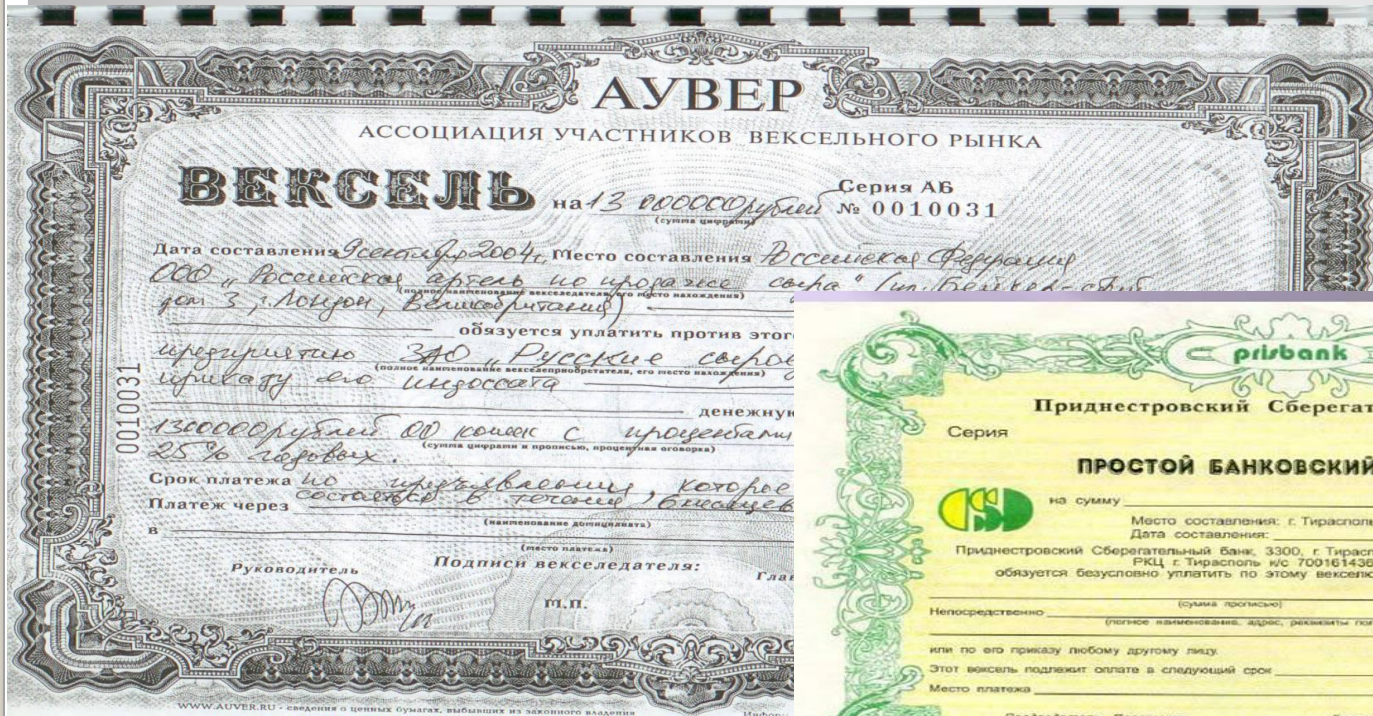 АУВЕР
АССОЦИАЦИЯ УЧАСТНИКОВ ВЕКСЕЛЬНОГО РЫНКА
ВЕКСЕЛЬ на 13 000000 рублей
(сумма цифрами)
Серия АБ
№ 0010031
Дата составления 9 сентября 2004г. Место составления Российская Федерация
ООО "Российская артель по продаже сыра" (ул. Бейкер-стрит
(полное наименование векселедателя, его место нахождения)
дом 3, г. Лондон, Великобритания)
обязуется уплатить против этого
предприятию ЗАО "Русские
(полное наименование векселеприобретателя, его место нахождения)
приказу его индоссата
денежную
1300000 рублей 00 копеек с процентами
(сумма цифрами и прописью, процентная оговорка)
25% годовых.
Срок платежа по предъявлении, которое
состояться в течении 6 месяцев
Платеж через
(наименование домицилиата)
в
(место платежа)
Руководитель
Подписи векселедателя:
М.П.
0010031
WWW.AUVER.RU - сведения о ценных бумагах, выбывших из законного владения
prisbank
Приднестровский Сберегат
Серия
ПРОСТОЙ БАНКОВСКИЙ
на сумму
Место составления: г. Тирасполь
Дата составления:
Приднестровский Сберегательный банк, 3300, г. Тирасп
РКЦ г. Тирасполь к/с 700161436
обязуется безусловно уплатить по этому векселю
(сумма прописью)
Непосредственно
(полное наименование, адрес, реквизиты
или по его приказу любому другому лицу.
Этот вексель подлежит оплате в следующий срок
Место платежа